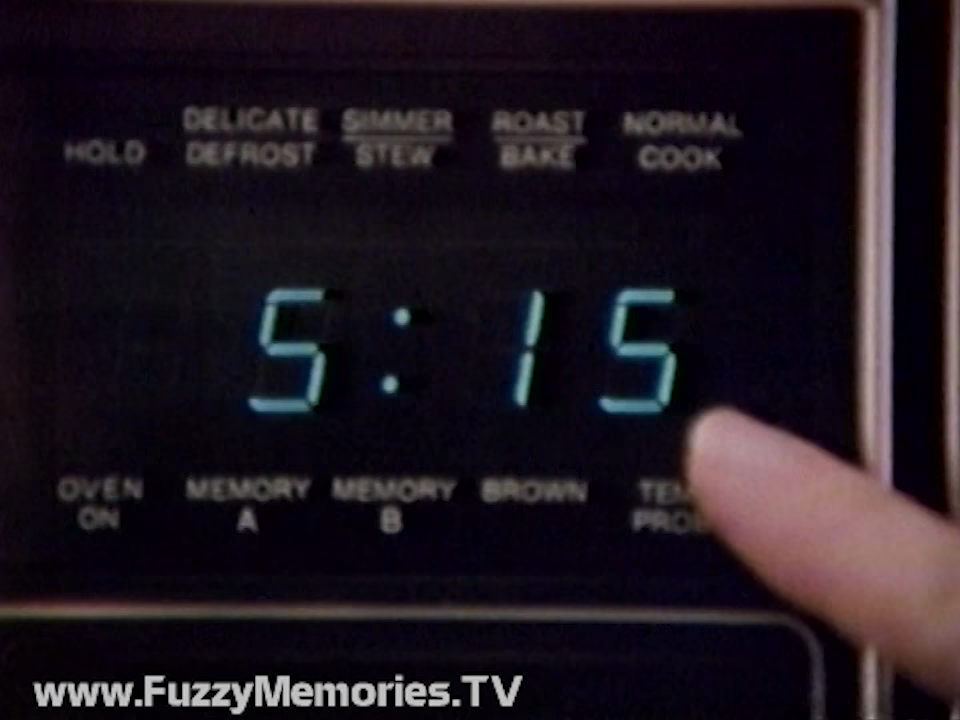 HOLD
DELICATE
DEFROST
SIMMER
STEW
ROAST
BAKE
NORMAL
COOK
5:15
OVEN
ON
MEMORY
A
MEMORY
B
BROWN
www.FuzzyMemories.TV